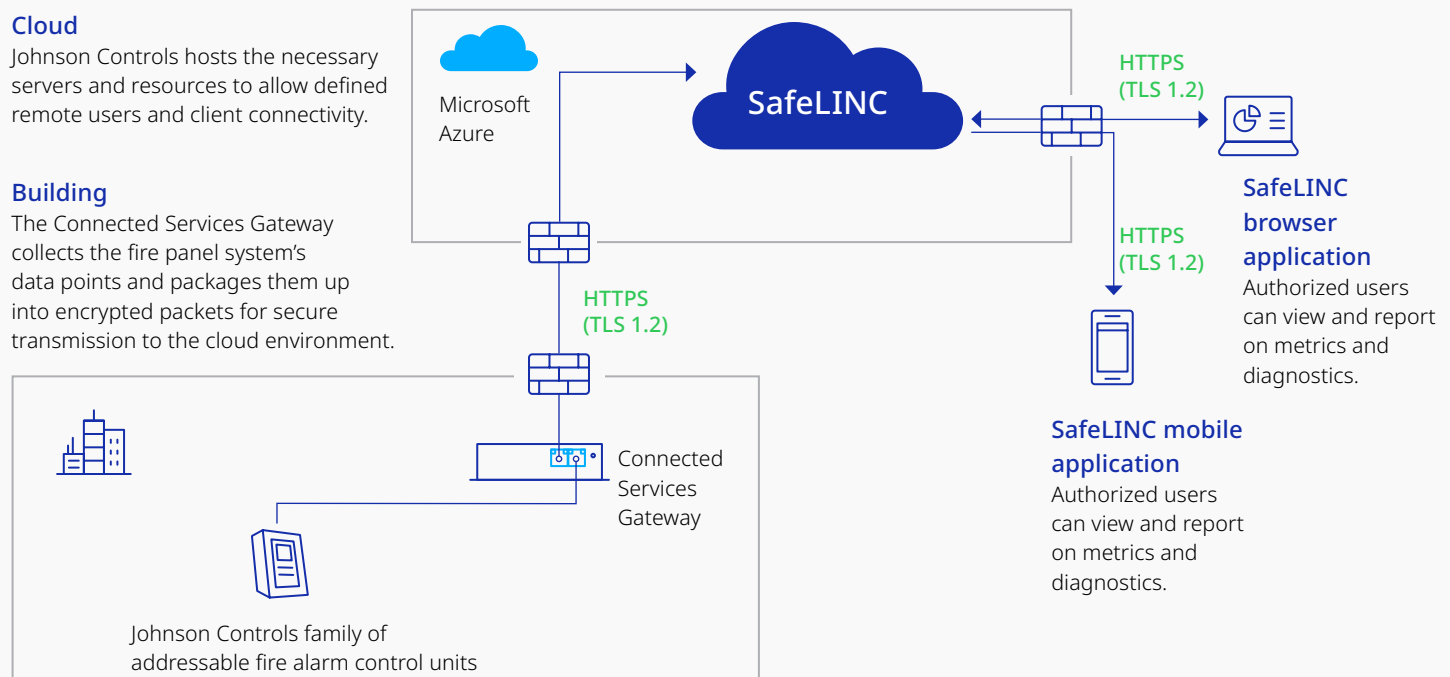 Cloud
Johnson Controls hosts the necessary
servers and resources to allow defined
remote users and client connectivity.
Building
The Connected Services Gateway
collects the fire panel system’s
data points and packages them up
into encrypted packets for secure
transmission to the cloud environment.
Microsoft
Azure
SafeLINC
HTTPS
(TLS 1.2)
HTTPS
(TLS 1.2)
HTTPS
(TLS 1.2)
SafeLINC
browser
application
Authorized users
can view and report
on metrics and
diagnostics.
SafeLINC mobile
application
Authorized users
can view and report
on metrics and
diagnostics.
Connected
Services
Gateway
Johnson Controls family of
addressable fire alarm control units